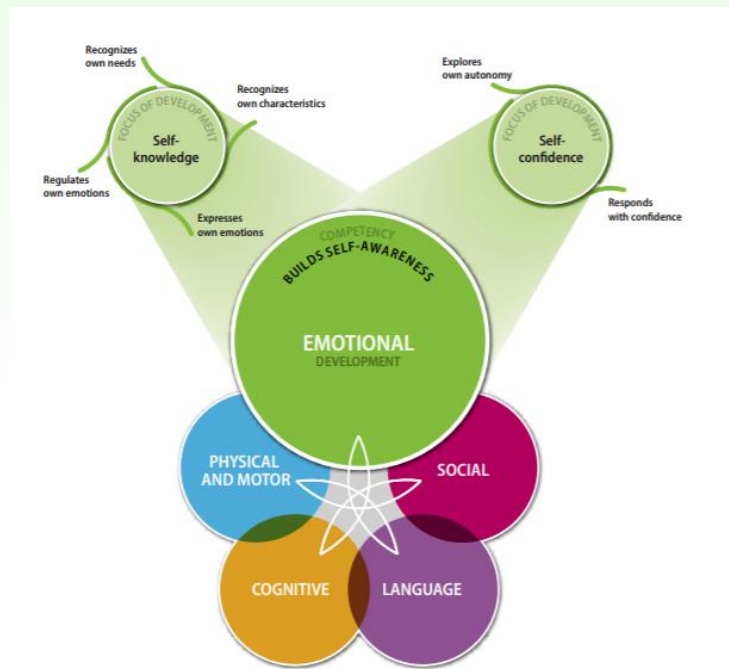 Recognizes
own needs
Recognizes
own characteristics
FOCUS OF DEVELOPMENT
Self-
knowledge
Regulates
own emotions
Expresses
own emotions
Explores
own autonomy
FOCUS OF DEVELOPMENT
Self-
confidence
Responds
with confidence
COMPETENCY
BUILDS SELF-AWARENESS
EMOTIONAL
DEVELOPMENT
PHYSICAL
AND MOTOR
SOCIAL
COGNITIVE
LANGUAGE